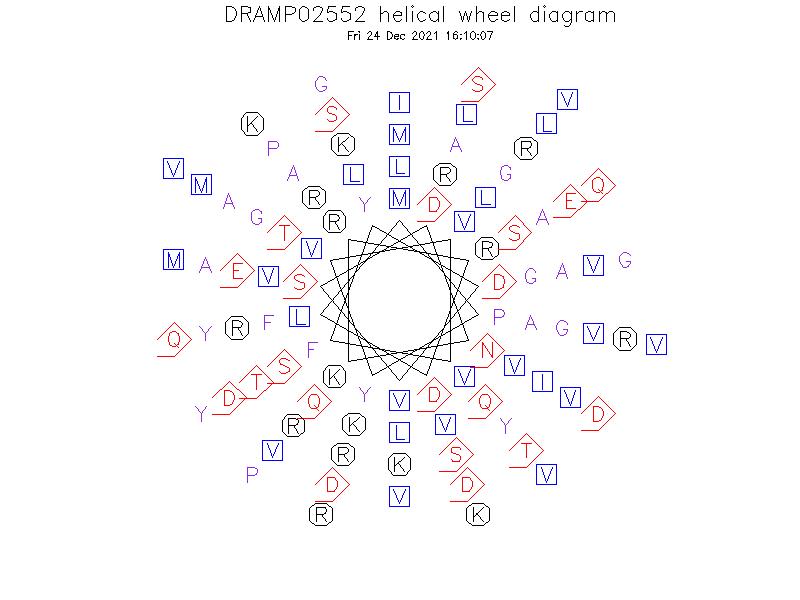 DRAMP02552 helical wheel diagram
Fri 24 Dec 2021 16:10:07
G S
I V
S L
K L
M
K A
P R
V L
A L R G
M Q
R M L
A Y D E
G A
R V
T S
V R
M G
A V
E A
V G
S D
L P
F A
R G
Y V
Q R
V
F N
S V
K V
T I
Y D
D V
Q V Q
Y D
K V
R Y
L
V T
R S
K
P V
D D
V
R K